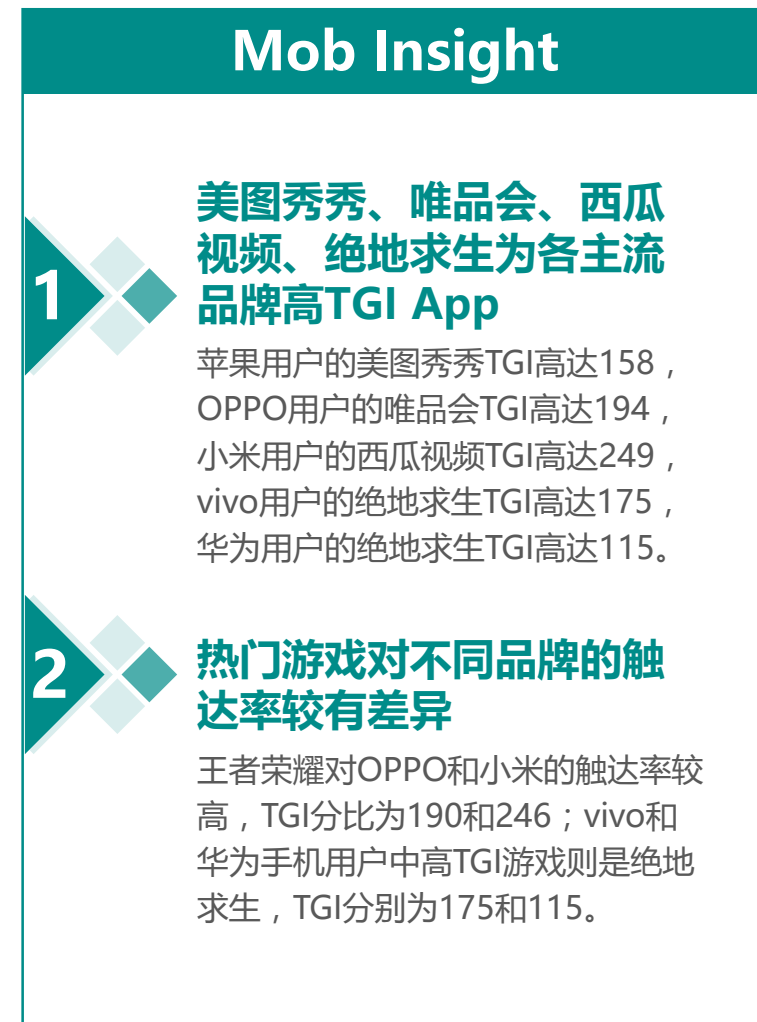 Mob Insight
1
美图秀秀、唯品会、西瓜
视频、绝地求生为各主流
品牌高TGI App
苹果用户的美图秀秀TGI高达158，
OPPO用户的唯品会TGI高达194，
小米用户的西瓜视频TGI高达249，
vivo用户的绝地求生TGI高达175，
华为用户的绝地求生TGI高达115。
2
热门游戏对不同品牌的触
达率较有差异
王者荣耀对OPPO和小米的触达率较
高，TGI分比为190和246；vivo和
华为手机用户中高TGI游戏则是绝地
求生，TGI分别为175和115。